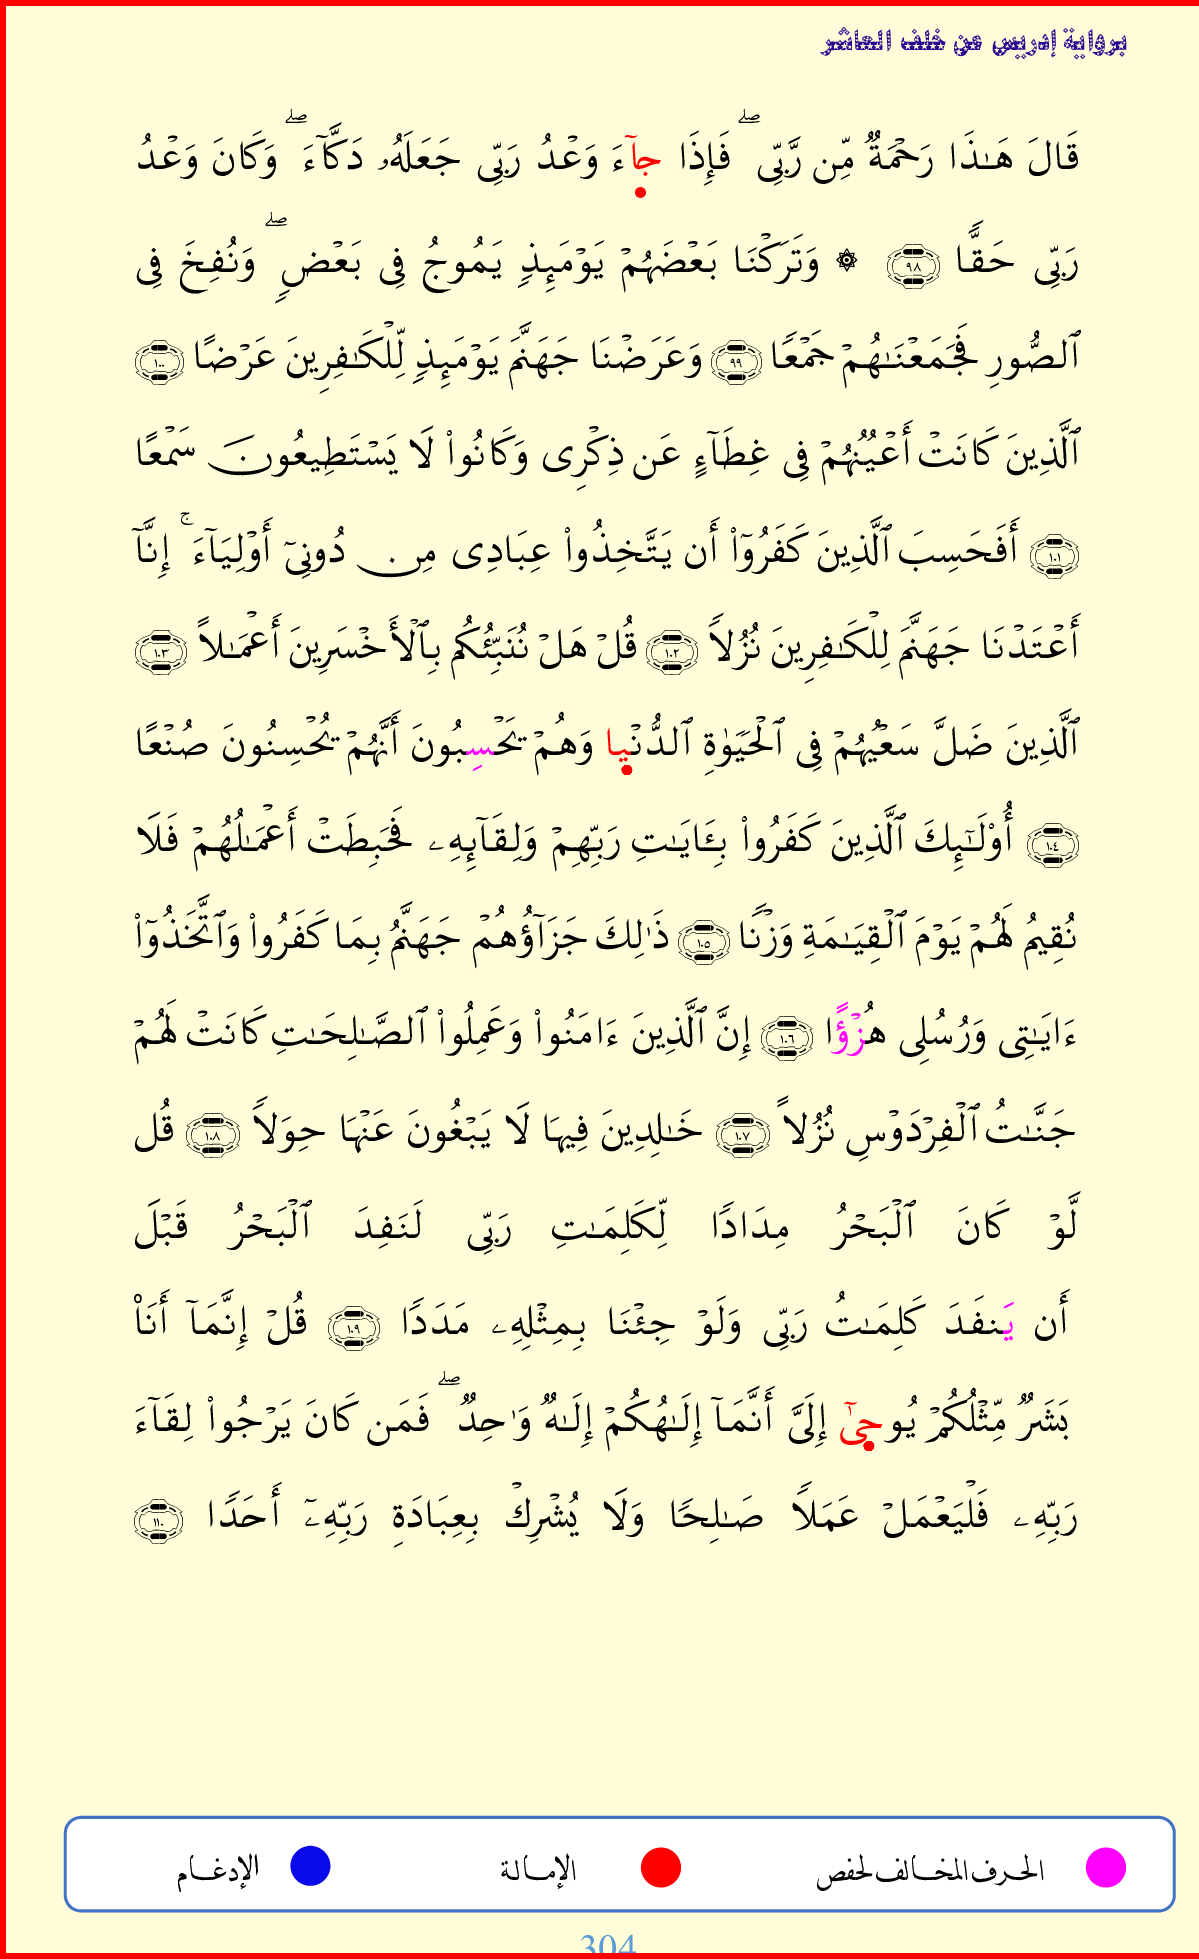 برواية إدريس عن خلف العاشر
قَالَ هَـٰذَا رَحْمَةٌ مِّن رَّبِّى ۖ فَإِذَا جَآءَ وَعْدُ رَبِّى جَعَلَهُۥ دَكَّآءَ ۖ وَكَانَ وَعْدُ
رَبِّى حَقًّا ٩٨ ۞ وَتَرَكْنَا بَعْضَهُمْ يَوْمَئِذٍ يَمُوجُ فِى بَعْضٍ ۖ وَنُفِخَ فِى
ٱلصُّورِ فَجَمَعْنَـٰهُمْ جَمْعًا ٩٩ وَعَرَضْنَا جَهَنَّمَ يَوْمَئِذٍ لِّلْكَـٰفِرِينَ عَرْضًا ١٠٠
ٱلَّذِينَ كَانَتْ أَعْيُنُهُمْ فِى غِطَآءٍ عَن ذِكْرِى وَكَانُوا۟ لَا يَسْتَطِيعُونَ سَمْعًا
١٠١ أَفَحَسِبَ ٱلَّذِينَ كَفَرُوٓا۟ أَن يَتَّخِذُوا۟ عِبَادِى مِن دُونِىٓ أَوْلِيَآءَ ۚ إِنَّآ
أَعْتَدْنَا جَهَنَّمَ لِلْكَـٰفِرِينَ نُزُلًا ١٠٢ قُلْ هَلْ نُنَبِّئُكُم بِٱلْأَخْسَرِينَ أَعْمَـٰلًا ١٠٣
ٱلَّذِينَ ضَلَّ سَعْيُهُمْ فِى ٱلْحَيَوٰةِ ٱلدُّنْيا وَهُمْ يَحْسِبُونَ أَنَّهُمْ يُحْسِنُونَ صُنْعًا
١٠٤ أُو۟لَـٰٓئِكَ ٱلَّذِينَ كَفَرُوا۟ بِـَٔايَـٰتِ رَبِّهِمْ وَلِقَآئِهِۦ فَحَبِطَتْ أَعْمَـٰلُهُمْ فَلَا
نُقِيمُ لَهُمْ يَوْمَ ٱلْقِيَـٰمَةِ وَزْنًا ١٠٥ ذَٰلِكَ جَزَآؤُهُمْ جَهَنَّمُ بِمَا كَفَرُوا۟ وَٱتَّخَذُوٓا۟
ءَايَـٰتِى وَرُسُلِى هُزْؤًا ١٠٦ إِنَّ ٱلَّذِينَ ءَامَنُوا۟ وَعَمِلُوا۟ ٱلصَّـٰلِحَـٰتِ كَانَتْ لَهُمْ
جَنَّـٰتُ ٱلْفِرْدَوْسِ نُزُلًا ١٠٧ خَـٰلِدِينَ فِيهَا لَا يَبْغُونَ عَنْهَا حِوَلًا ١٠٨ قُل
لَّوْ كَانَ ٱلْبَحْرُ مِدَادًا لِّكَلِمَـٰتِ رَبِّى لَنَفِدَ ٱلْبَحْرُ قَبْلَ
أَن يَنفَدَ كَلِمَـٰتُ رَبِّى وَلَوْ جِئْنَا بِمِثْلِهِۦ مَدَدًا ١٠٩ قُلْ إِنَّمَآ أَنَا۠
بَشَرٌ مِّثْلُكُمْ يُوحِىٓ إِلَىَّ أَنَّمَآ إِلَـٰهُكُمْ إِلَـٰهٌ وَٰحِدٌ ۖ فَمَن كَانَ يَرْجُوا۟ لِقَآءَ
رَبِّهِۦ فَلْيَعْمَلْ عَمَلًا صَـٰلِحًا وَلَا يُشْرِكْ بِعِبَادَةِ رَبِّهِۦٓ أَحَدًا ١١٠
الحرف المخالف لحفص الإمالة الإدغام
304